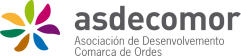 asdecomor
Asociación de Desenvolvemento
Comarca de Ordes